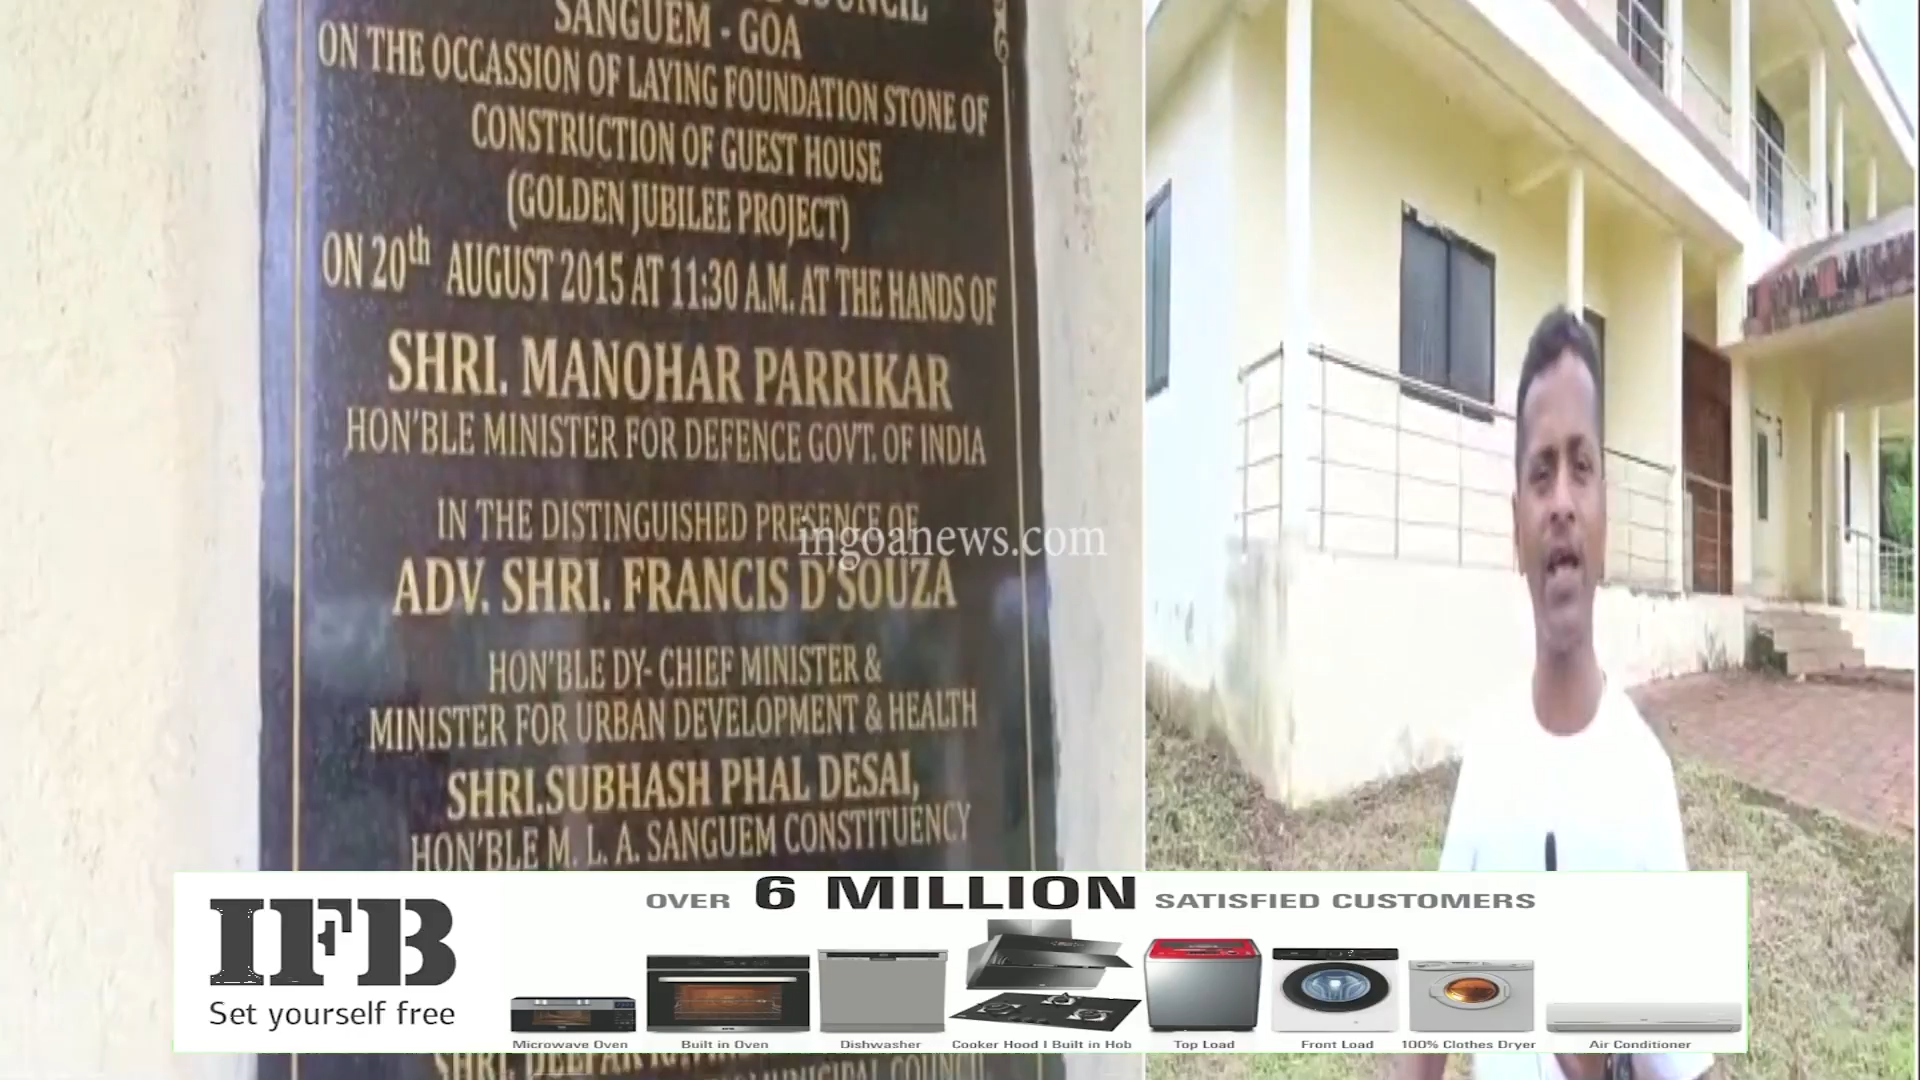 COUNCIL
SANGUEM - GOA
ON THE OCCASSION OF LAYING FOUNDATION STONE OF
CONSTRUCTION OF GUEST HOUSE
(GOLDEN JUBILEE PROJECT)
ON 20th AUGUST 2015 AT 11:30 A.M. AT THE HANDS OF
SHRI. MANOHAR PARRIKAR
HON'BLE MINISTER FOR DEFENCE GOVT. OF INDIA
IN THE DISTINGUISHED PRESENCE OF
ADV. SHRI. FRANCIS D'SOUZA
HON'BLE DY- CHIEF MINISTER &
MINISTER FOR URBAN DEVELOPMENT & HEALTH
SHRI.SUBHASH PHAL DESAI,
HON'BLE M. L. A. SANGUEM CONSTITUENCY
SHRI.
MUNICIPAL COUNCIL
ingoanews.com
IFB
Set yourself free
OVER 6 MILLION SATISFIED CUSTOMERS
Microwave Oven
Built in Oven
Dishwasher
Cooker Hood I Built in Hob
Top Load
Front Load
100% Clothes Dryer
Air Conditioner